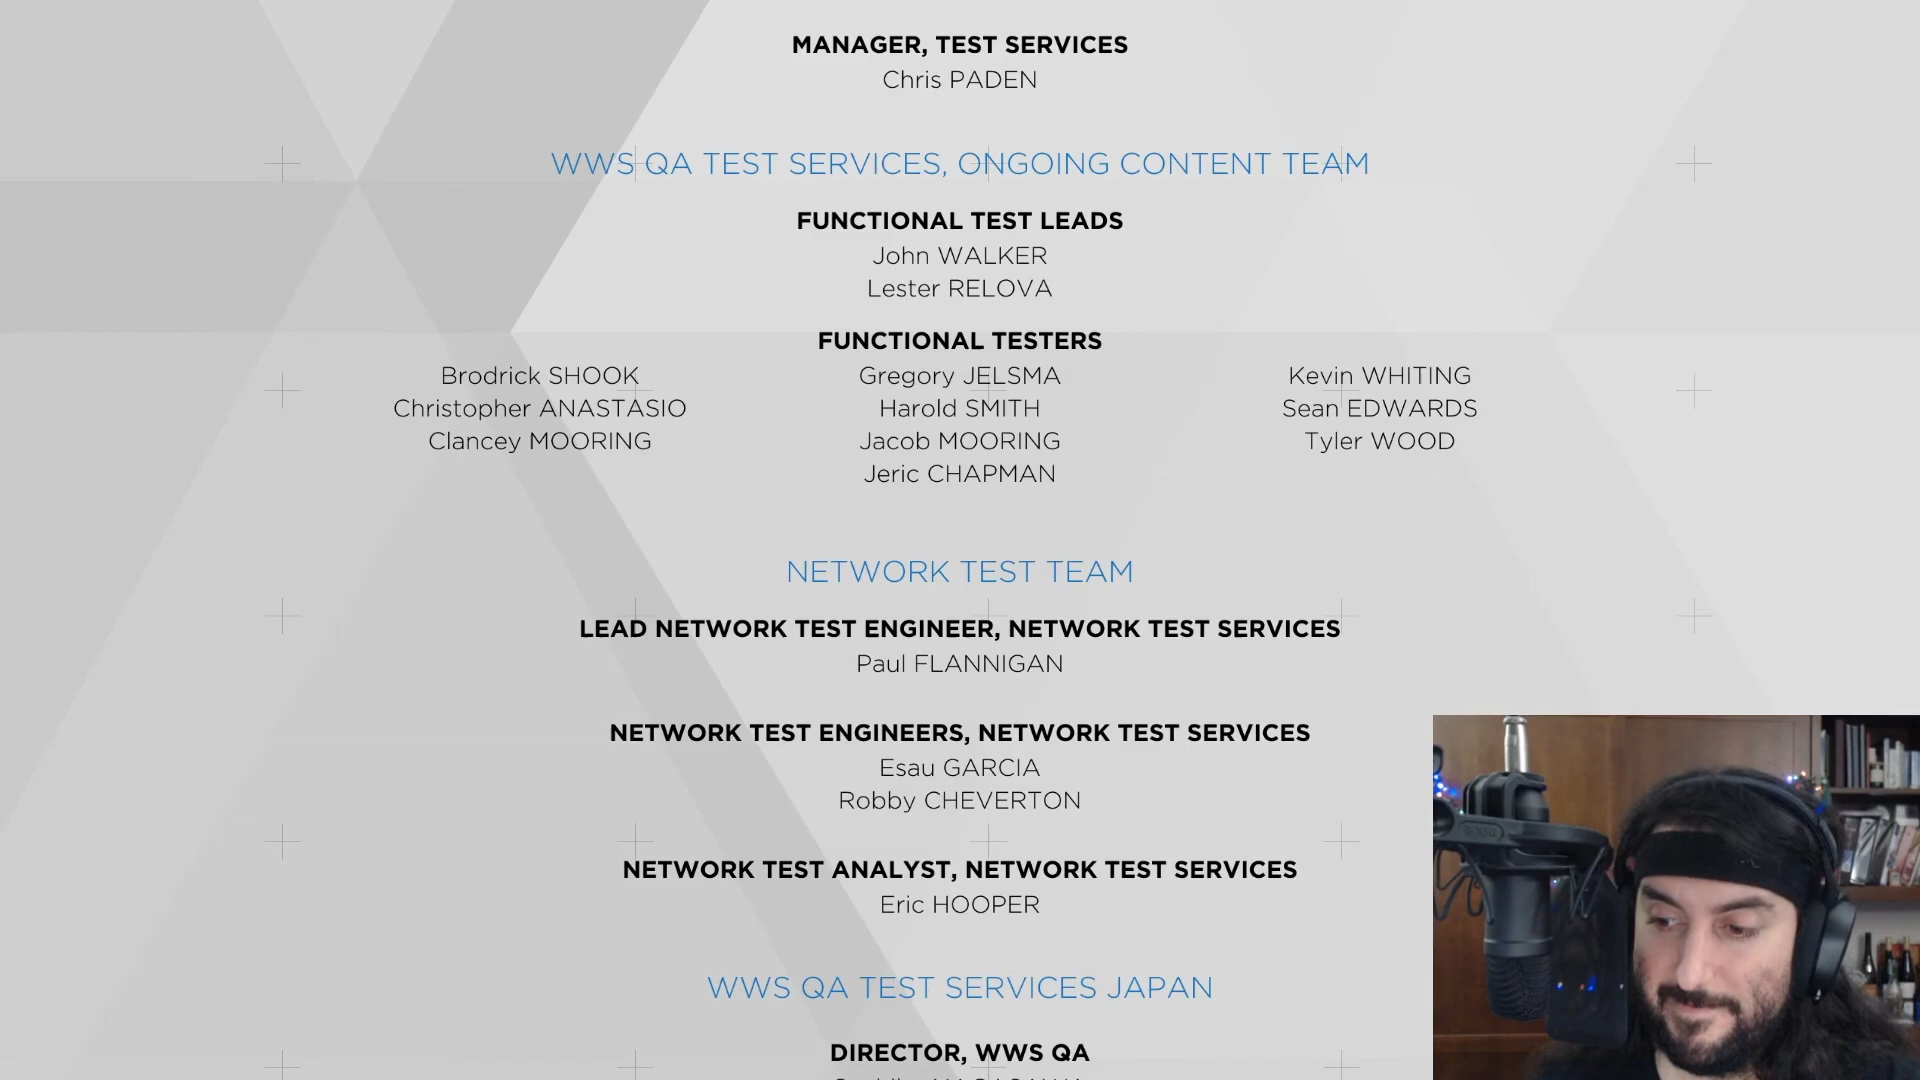 MANAGER, TEST SERVICES
Chris PADEN
WWS QA TEST SERVICES, ONGOING CONTENT TEAM
FUNCTIONAL TEST LEADS
John WALKER
Lester RELOVA
FUNCTIONAL TESTERS
Brodrick SHOOK Gregory JELSMA Kevin WHITING
Christopher ANASTASIO Harold SMITH Sean EDWARDS
Clancey MOORING Jacob MOORING Tyler WOOD
Jeric CHAPMAN
NETWORK TEST TEAM
LEAD NETWORK TEST ENGINEER, NETWORK TEST SERVICES
Paul FLANNIGAN
NETWORK TEST ENGINEERS, NETWORK TEST SERVICES
Esau GARCIA
Robby CHEVERTON
NETWORK TEST ANALYST, NETWORK TEST SERVICES
Eric HOOPER
WWS QA TEST SERVICES JAPAN
DIRECTOR, WWS QA